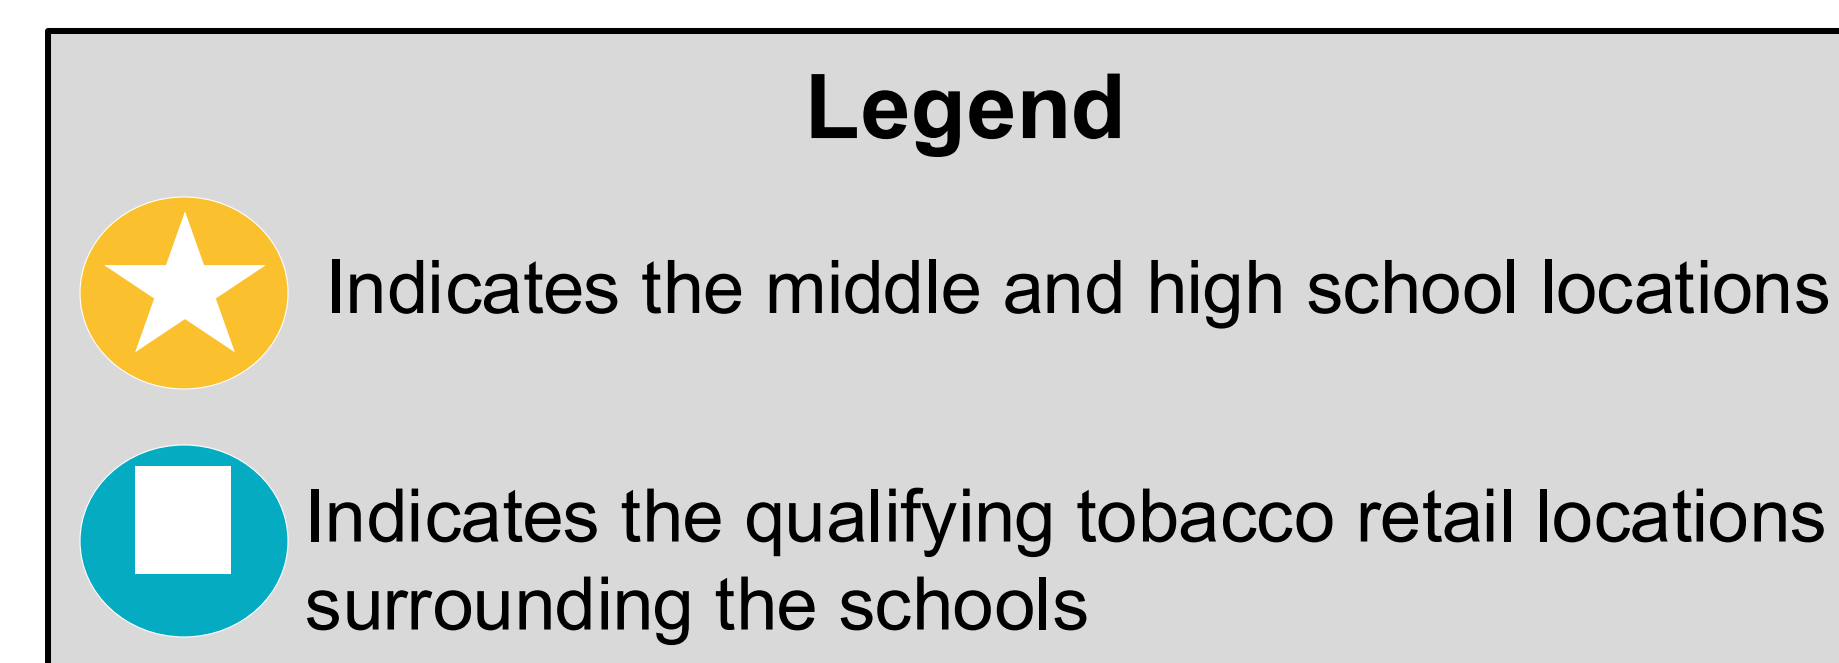 Legend
Indicates the middle and high school locations
Indicates the qualifying tobacco retail locations
surrounding the schools